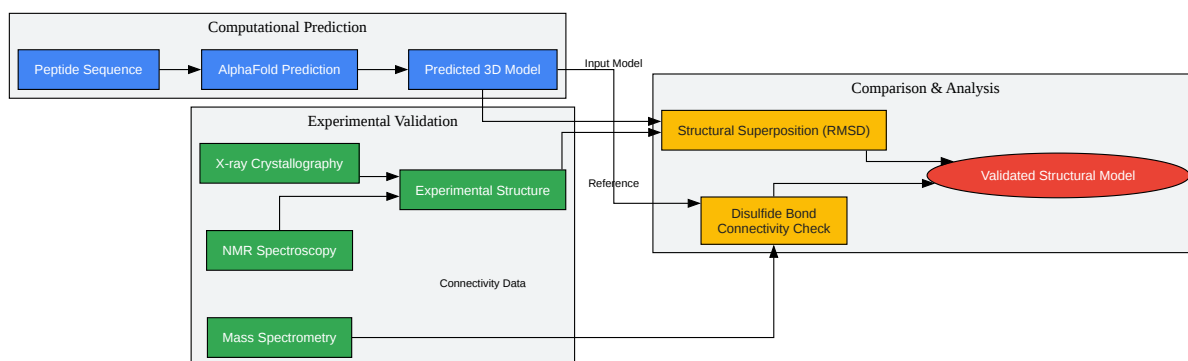 Computational Prediction
Peptide Sequence
AlphaFold Prediction
Predicted 3D Model
Input Model
Comparison & Analysis
Experimental Validation
Structural Superposition (RMSD)
X-ray Crystallography
Experimental Structure
Reference
Validated Structural Model
Disulfide Bond
Connectivity Check
NMR Spectroscopy
Connectivity Data
Mass Spectrometry